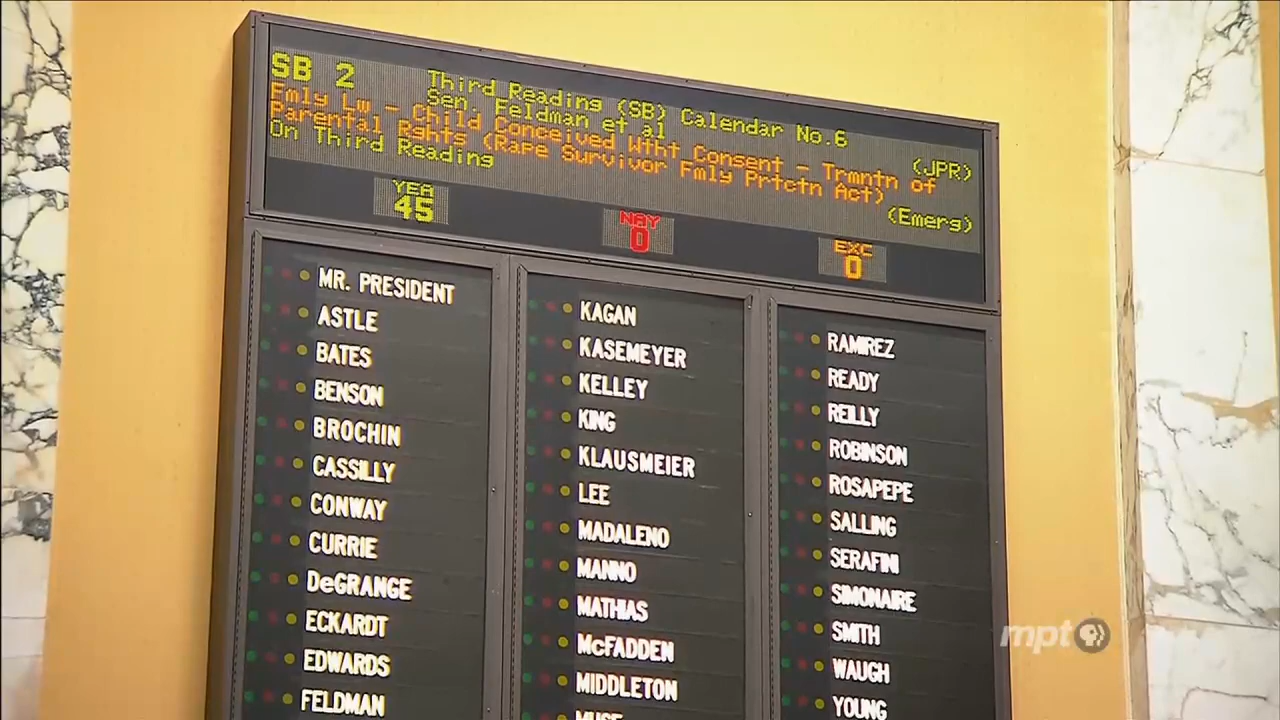 SB 2
Third Reading (SB) Calendar No.6
Sen. Feldman et al
(JPR)
Fmly Lw - Child Conceived Wtht Consent - Trmntn of
Parental Rghts (Rape Survivor Fmly Prtctn Act)
On Third Reading
(Emerg)
YEA
45
NAY
0
EXC
0
MR. PRESIDENT
ASTLE
BATES
BENSON
BROCHIN
CASSILLY
CONWAY
CURRIE
DeGRANGE
ECKARDT
EDWARDS
FELDMAN
KAGAN
KASEMEYER
KELLEY
KING
KLAUSMEIER
LEE
MADALENO
MANNO
MATHIAS
McFADDEN
MIDDLETON
MUSE
RAMIREZ
READY
REILLY
ROBINSON
ROSAPEPE
SALLING
SERAFINI
SIMONAIRE
SMITH
WAUGH
YOUNG
mpt